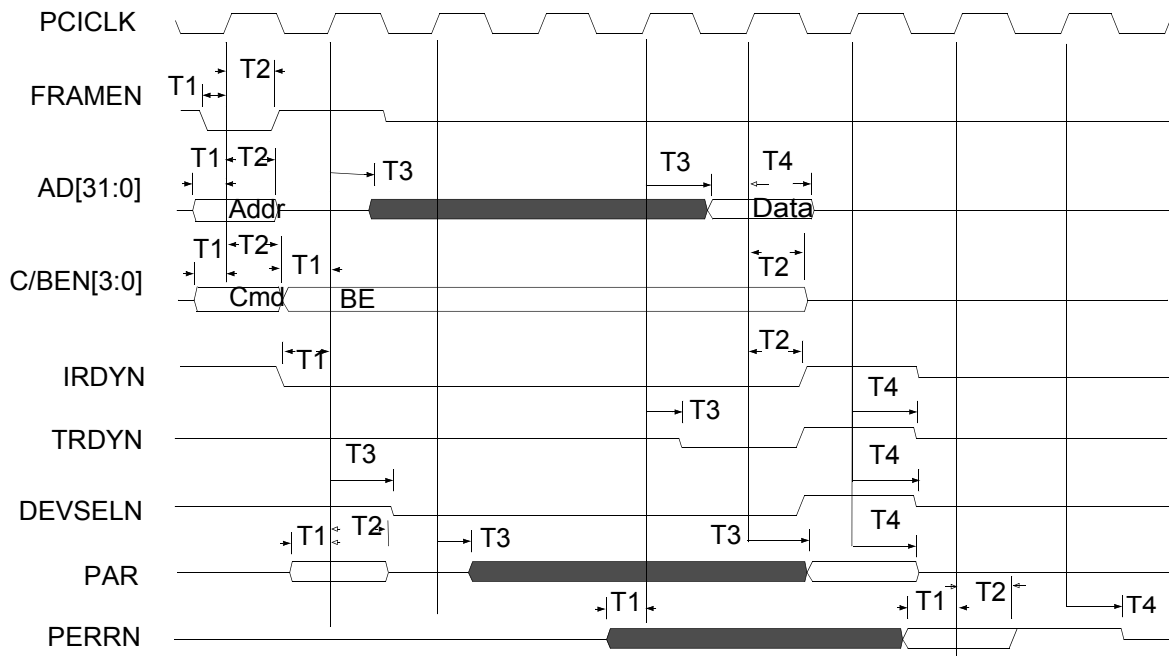 PCICLK
T2
T1
FRAMEN
T1 T2 T3 T3 T4
AD[31:0]
Addr Data
T1 T2 T1 T2
C/BEN[3:0]
Cmd BE
T1 T2
IRDYN
T4
T3
TRDYN
T3 T4
DEVSELN
T1 T2 T3 T3 T4
PAR
T1 T1 T2 T4
PERRN